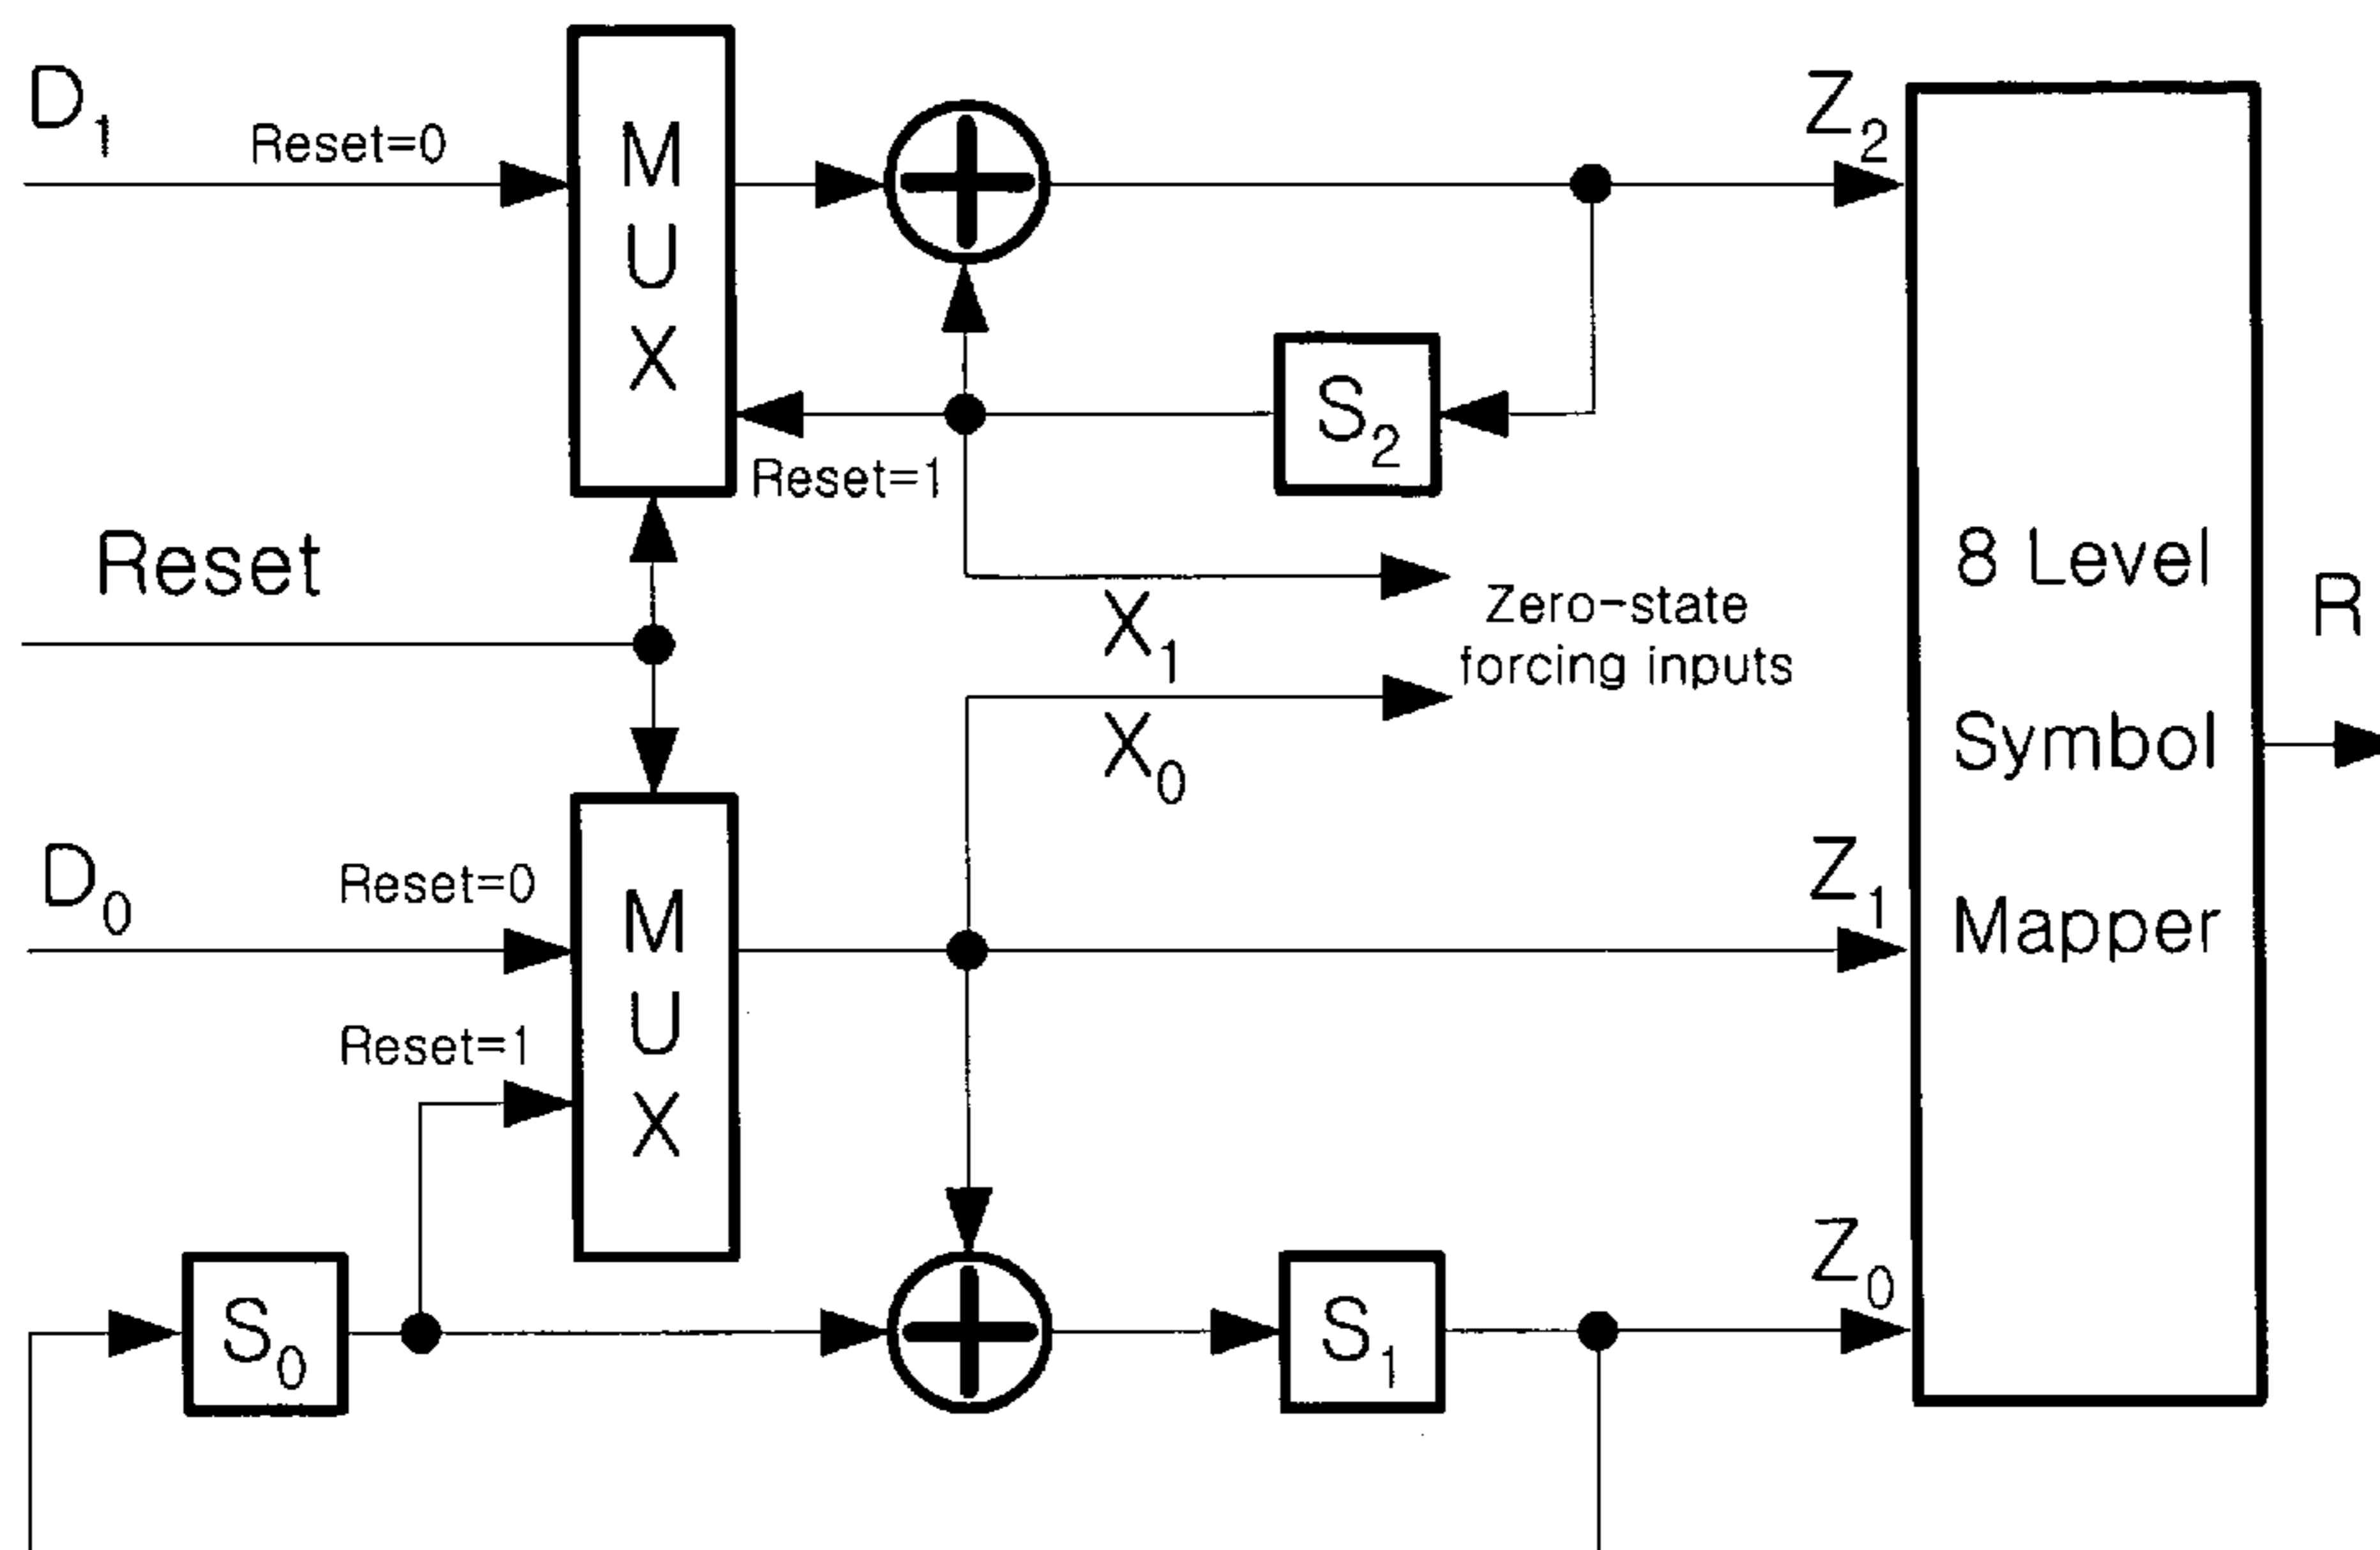 D1
Reset=0
M
U
X
Z2
S2
Reset=1
Reset
X1
Zero-state
forcing inputs
X0
8 Level
Symbol
Mapper
R
D0
Reset=0
Reset=1
M
U
X
Z1
S0
S1
Z0